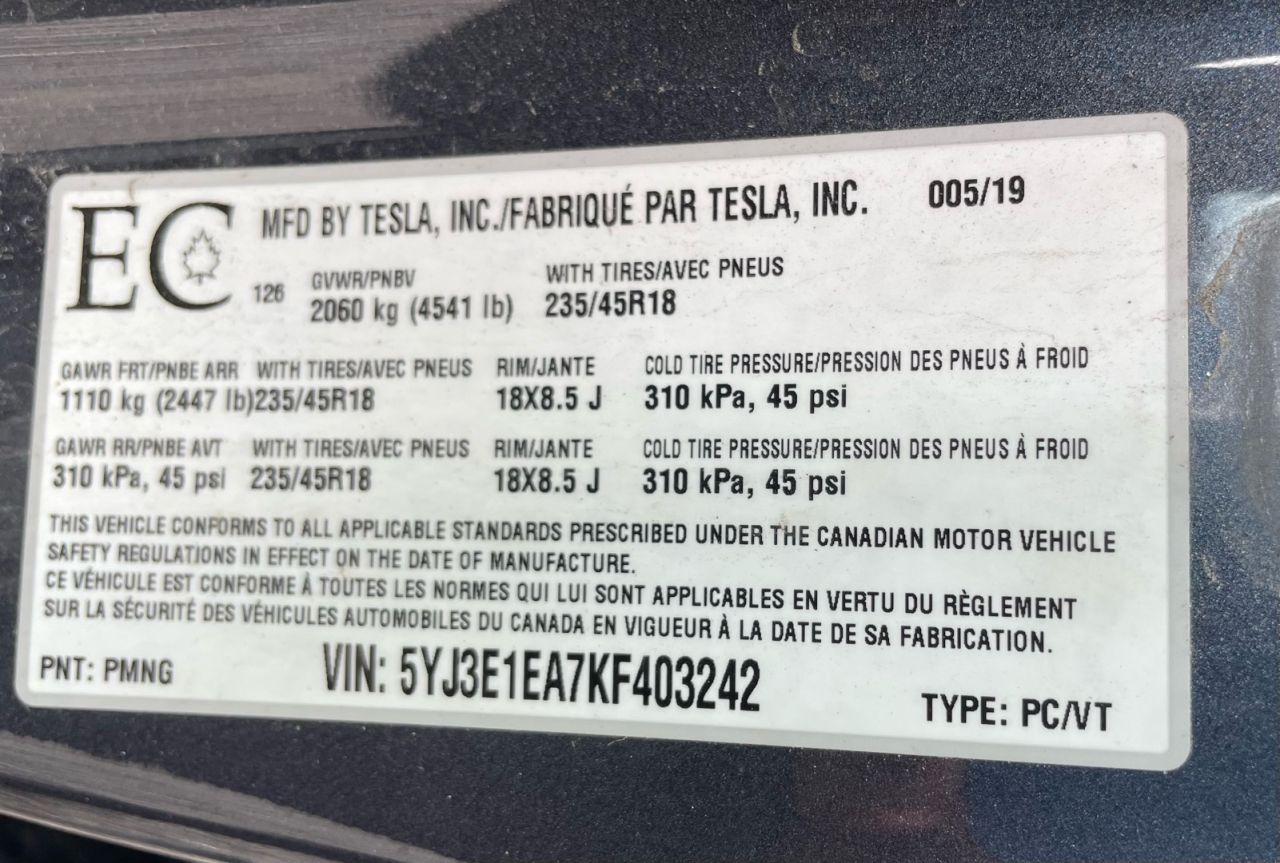 EC MFD BY TESLA, INC./FABRIQUÉ PAR TESLA, INC. 005/19
126 GVWR/PNBV WITH TIRES/AVEC PNEUS
2060 kg (4541 lb) 235/45R18
GAWR FRT/PNBE ARR WITH TIRES/AVEC PNEUS RIM/JANTE COLD TIRE PRESSURE/PRESSION DES PNEUS À FROID
1110 kg (2447 lb)235/45R18 18X8.5 J 310 kPa, 45 psi
GAWR RR/PNBE AVT WITH TIRES/AVEC PNEUS RIM/JANTE COLD TIRE PRESSURE/PRESSION DES PNEUS À FROID
310 kPa, 45 psi 235/45R18 18X8.5 J 310 kPa, 45 psi
THIS VEHICLE CONFORMS TO ALL APPLICABLE STANDARDS PRESCRIBED UNDER THE CANADIAN MOTOR VEHICLE
SAFETY REGULATIONS IN EFFECT ON THE DATE OF MANUFACTURE.
CE VÉHICULE EST CONFORME À TOUTES LES NORMES QUI LUI SONT APPLICABLES EN VERTU DU RÈGLEMENT
SUR LA SÉCURITÉ DES VÉHICULES AUTOMOBILES DU CANADA EN VIGUEUR À LA DATE DE SA FABRICATION.
PNT: PMNG VIN: 5YJ3E1EA7KF403242 TYPE: PC/VT